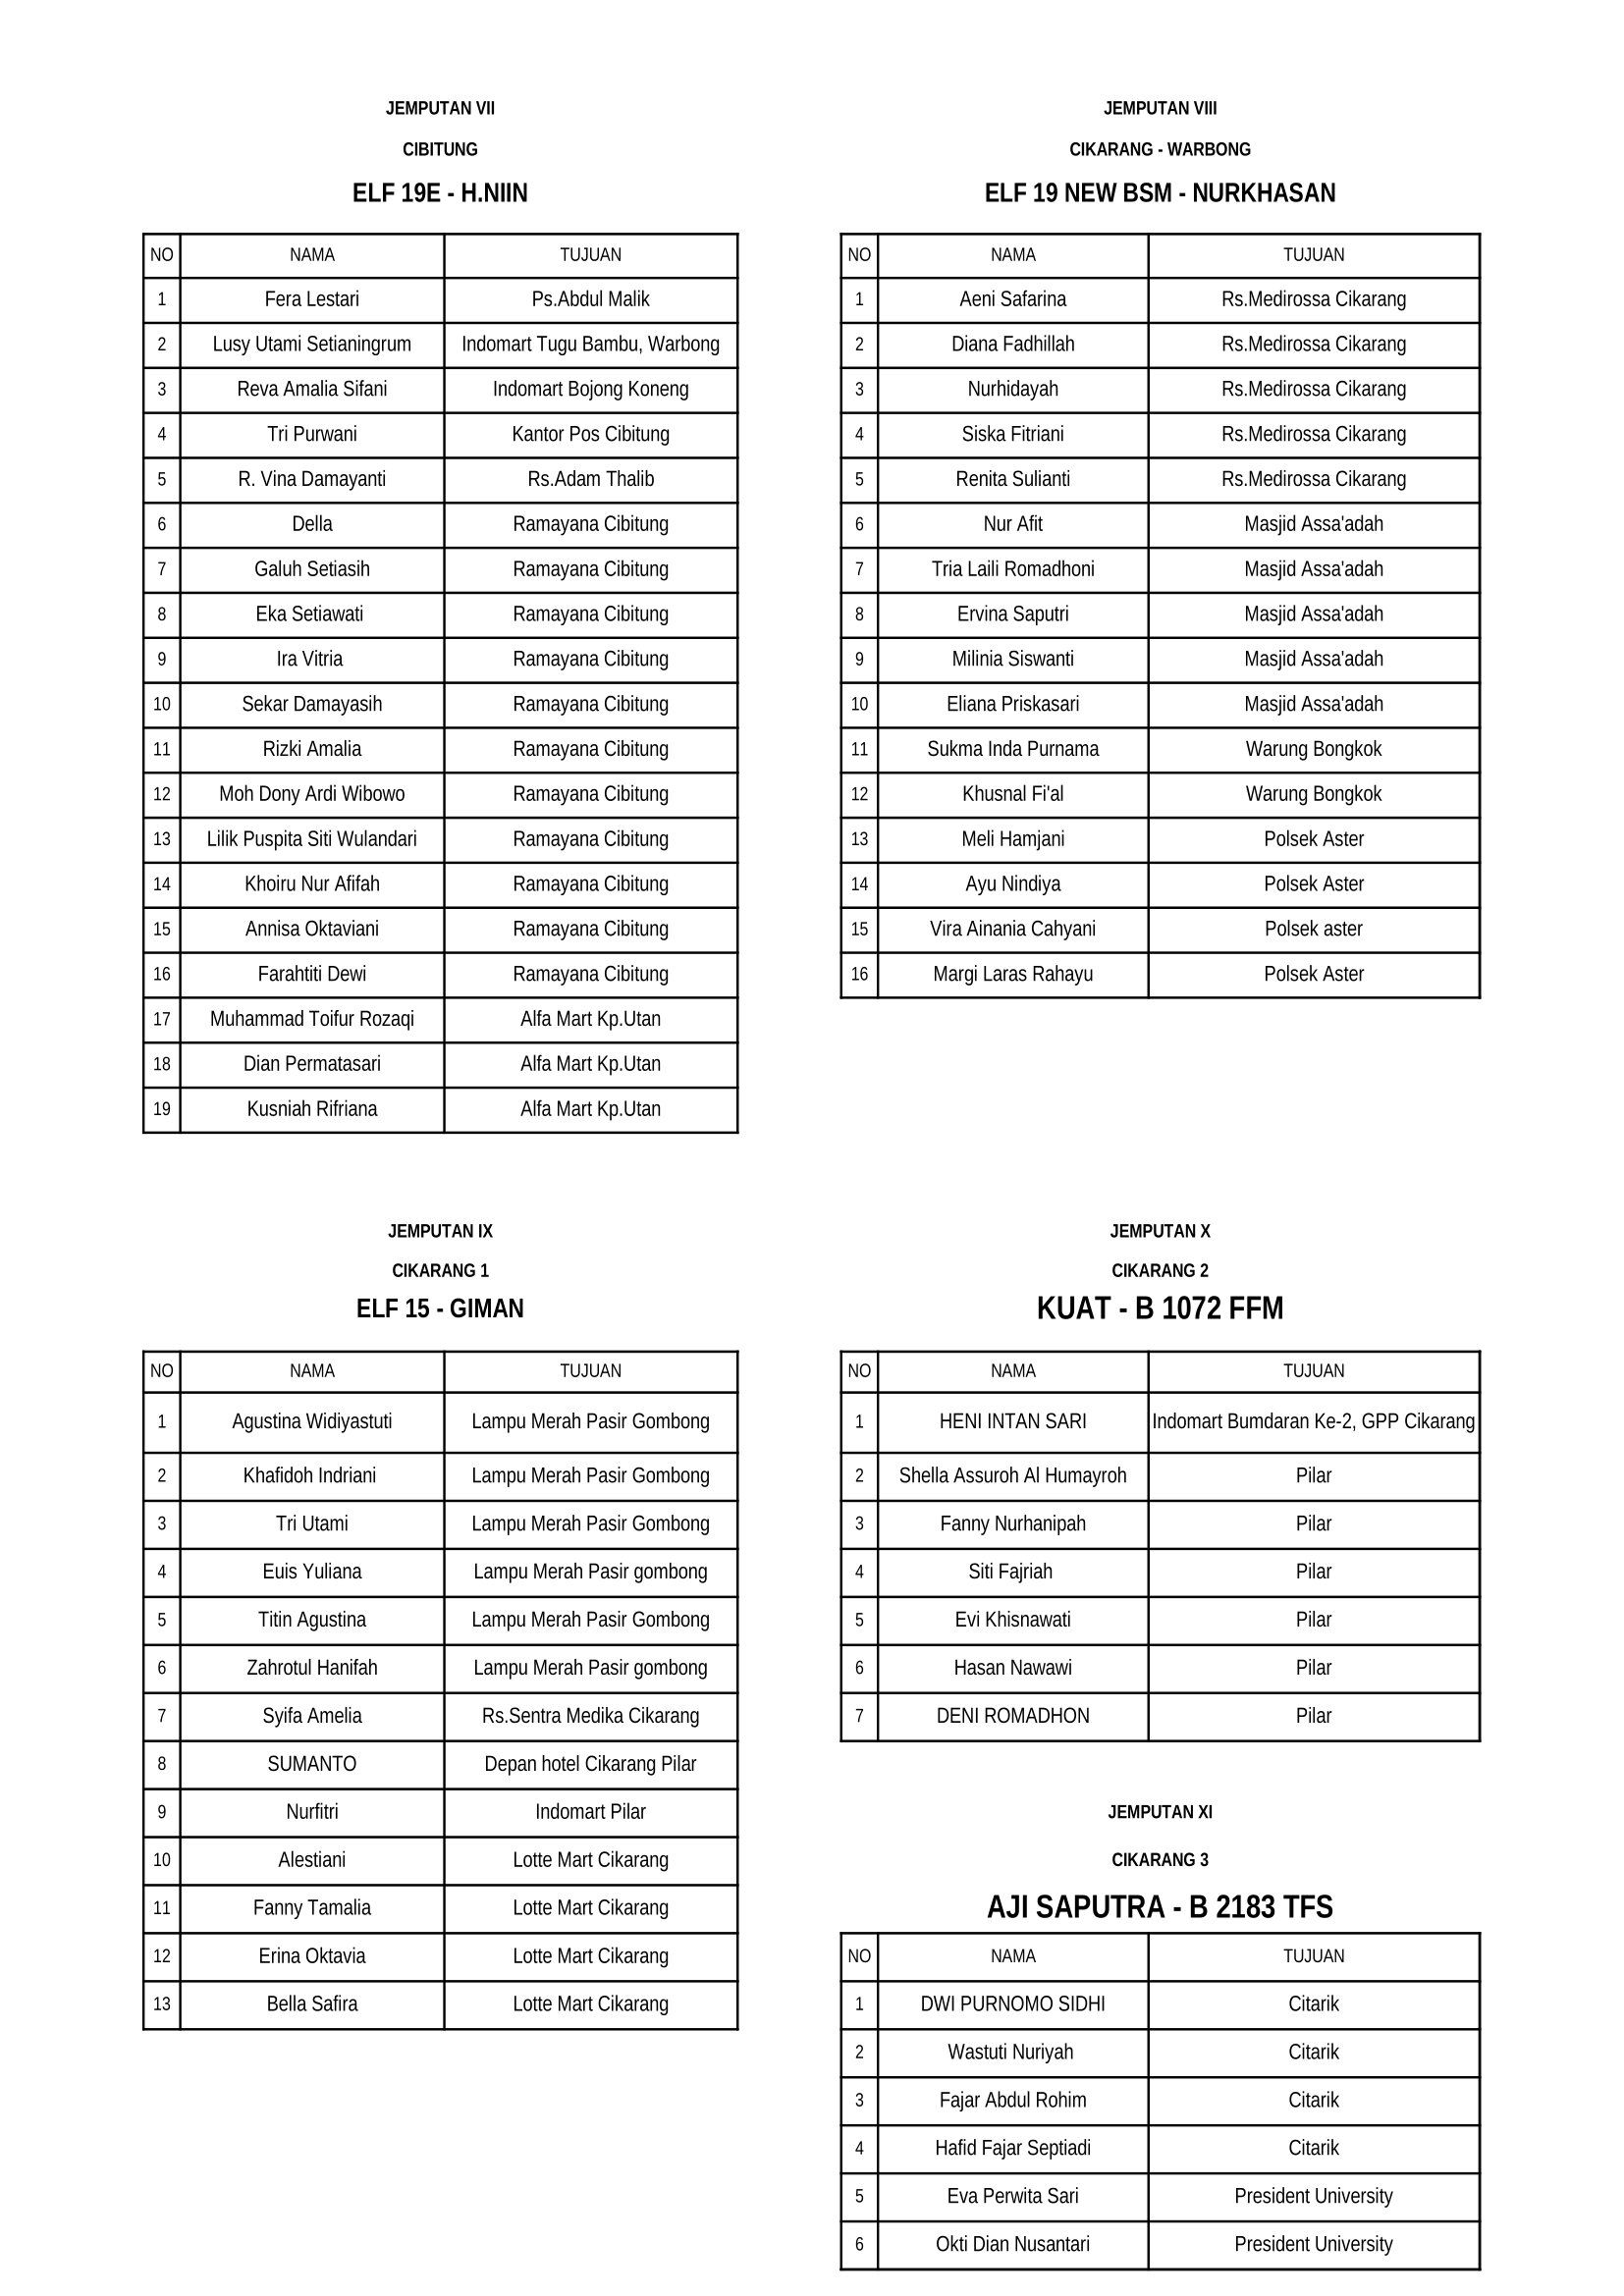 JEMPUTAN VII
CIBITUNG
ELF 19E - H.NIIN
NO NAMA TUJUAN
1 Fera Lestari Ps.Abdul Malik
2 Lusy Utami Setianingrum Indomart Tugu Bambu, Warbong
3 Reva Amalia Sifani Indomart Bojong Koneng
4 Tri Purwani Kantor Pos Cibitung
5 R. Vina Damayanti Rs.Adam Thalib
6 Della Ramayana Cibitung
7 Galuh Setiasih Ramayana Cibitung
8 Eka Setiawati Ramayana Cibitung
9 Ira Vitria Ramayana Cibitung
10 Sekar Damayasih Ramayana Cibitung
11 Rizki Amalia Ramayana Cibitung
12 Moh Dony Ardi Wibowo Ramayana Cibitung
13 Lilik Puspita Siti Wulandari Ramayana Cibitung
14 Khoiru Nur Afifah Ramayana Cibitung
15 Annisa Oktaviani Ramayana Cibitung
16 Farahtiti Dewi Ramayana Cibitung
17 Muhammad Toifur Rozaqi Alfa Mart Kp.Utan
18 Dian Permatasari Alfa Mart Kp.Utan
19 Kusniah Rifriana Alfa Mart Kp.Utan
JEMPUTAN VIII
CIKARANG - WARBONG
ELF 19 NEW BSM - NURKHASAN
NO NAMA TUJUAN
1 Aeni Safarina Rs.Medirossa Cikarang
2 Diana Fadhillah Rs.Medirossa Cikarang
3 Nurhidayah Rs.Medirossa Cikarang
4 Siska Fitriani Rs.Medirossa Cikarang
5 Renita Sulianti Rs.Medirossa Cikarang
6 Nur Afit Masjid Assa'adah
7 Tria Laili Romadhoni Masjid Assa'adah
8 Ervina Saputri Masjid Assa'adah
9 Milinia Siswanti Masjid Assa'adah
10 Eliana Priskasari Masjid Assa'adah
11 Sukma Inda Purnama Warung Bongkok
12 Khusnal Fi'al Warung Bongkok
13 Meli Hamjani Polsek Aster
14 Ayu Nindiya Polsek Aster
15 Vira Ainania Cahyani Polsek aster
16 Margi Laras Rahayu Polsek Aster
JEMPUTAN IX
CIKARANG 1
ELF 15 - GIMAN
NO NAMA TUJUAN
1 Agustina Widiyastuti Lampu Merah Pasir Gombong
2 Khafidoh Indriani Lampu Merah Pasir Gombong
3 Tri Utami Lampu Merah Pasir Gombong
4 Euis Yuliana Lampu Merah Pasir gombong
5 Titin Agustina Lampu Merah Pasir Gombong
6 Zahrotul Hanifah Lampu Merah Pasir gombong
7 Syifa Amelia Rs.Sentra Medika Cikarang
8 SUMANTO Depan hotel Cikarang Pilar
9 Nurfitri Indomart Pilar
10 Alestiani Lotte Mart Cikarang
11 Fanny Tamalia Lotte Mart Cikarang
12 Erina Oktavia Lotte Mart Cikarang
13 Bella Safira Lotte Mart Cikarang
JEMPUTAN X
CIKARANG 2
KUAT - B 1072 FFM
NO NAMA TUJUAN
1 HENI INTAN SARI Indomart Bumdaran Ke-2, GPP Cikarang
2 Shella Assuroh Al Humayroh Pilar
3 Fanny Nurhanipah Pilar
4 Siti Fajriah Pilar
5 Evi Khisnawati Pilar
6 Hasan Nawawi Pilar
7 DENI ROMADHON Pilar
JEMPUTAN XI
CIKARANG 3
AJI SAPUTRA - B 2183 TFS
NO NAMA TUJUAN
1 DWI PURNOMO SIDHI Citarik
2 Wastuti Nuriyah Citarik
3 Fajar Abdul Rohim Citarik
4 Hafid Fajar Septiadi Citarik
5 Eva Perwita Sari President University
6 Okti Dian Nusantari President University